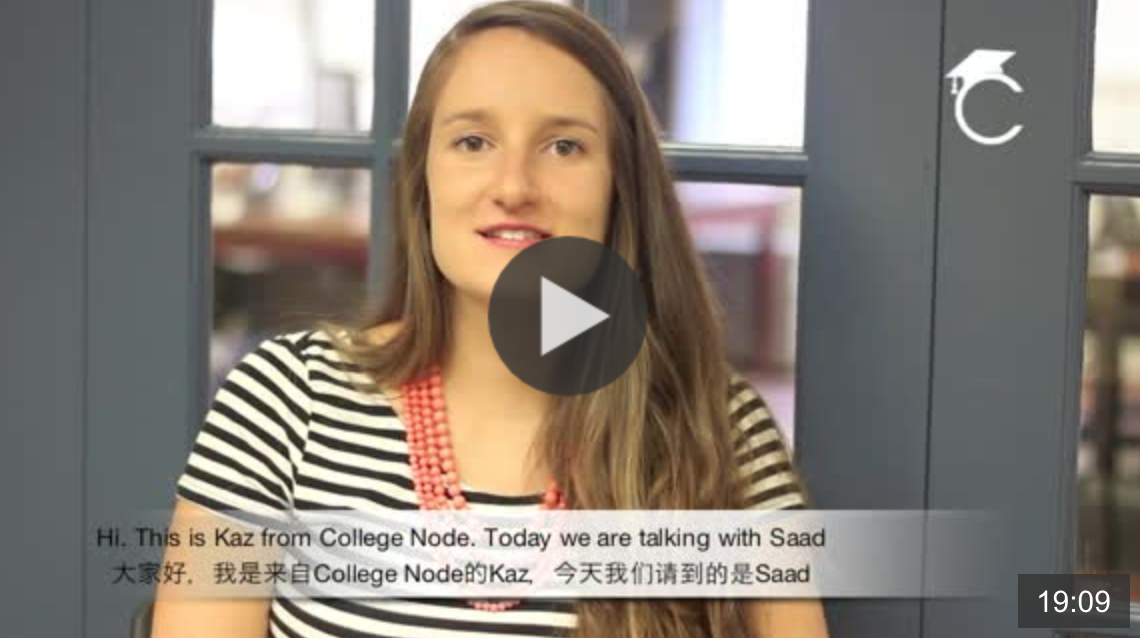 Hi. This is Kaz from College Node. Today we are talking with Saad
大家好，我是来自College Node的Kaz，今天我们请到的是Saad
19:09